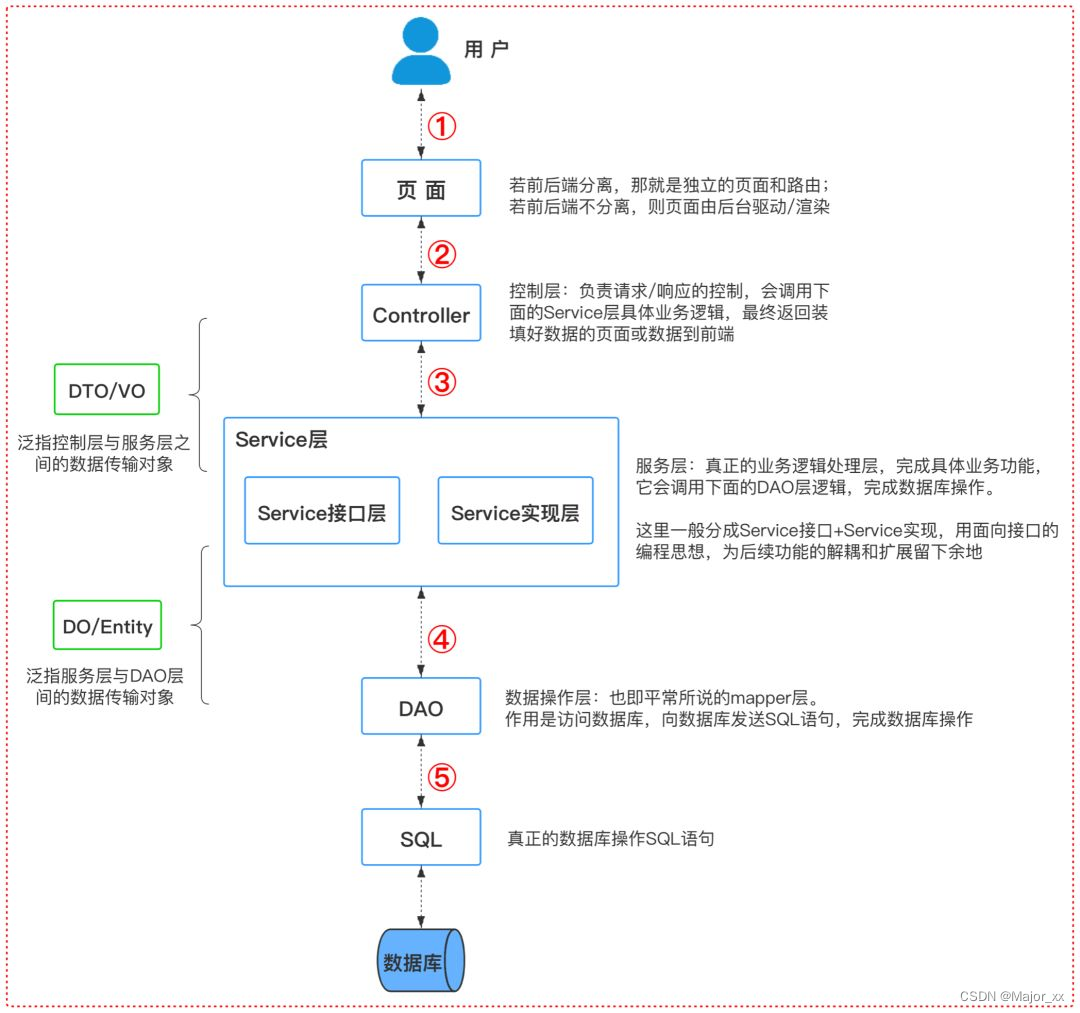 用 户
①
页 面
若前后端分离，那就是独立的页面和路由；
若前后端不分离，则页面由后台驱动/渲染
②
Controller
控制层：负责请求/响应的控制，会调用下
面的Service层具体业务逻辑，最终返回装
填好数据的页面或数据到前端
③
DTO/VO
泛指控制层与服务层之
间的数据传输对象
Service层
Service接口层
Service实现层
服务层：真正的业务逻辑处理层，完成具体业务功能，
它会调用下面的DAO层逻辑，完成数据库操作。
这里一般分成Service接口+Service实现，用面向接口的
编程思想，为后续功能的解耦和扩展留下余地
DO/Entity
泛指服务层与DAO层
间的数据传输对象
④
DAO
数据操作层：也即平常所说的mapper层。
作用是访问数据库，向数据库发送SQL语句，完成数据库操作
⑤
SQL
真正的数据库操作SQL语句
数据库
CSDN @Major_xx